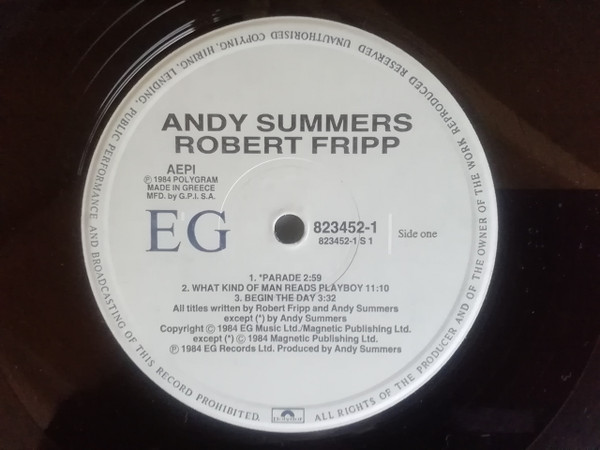 ANDY SUMMERS
ROBERT FRIPP
AEPI
℗ 1984 POLYGRAM
MADE IN GREECE
MFD. by G.P.I. S.A.
EG
823452-1
823452-1 S 1
Side one
1. *PARADE 2:59
2. WHAT KIND OF MAN READS PLAYBOY 11:10
3. BEGIN THE DAY 3:32
All titles written by Robert Fripp and Andy Summers
except (*) by Andy Summers
Copyright © 1984 EG Music Ltd./Magnetic Publishing Ltd.
except (*) © 1984 Magnetic Publishing Ltd.
℗ 1984 EG Records Ltd. Produced by Andy Summers
polydor
ALL RIGHTS OF THE PRODUCER AND OF THE OWNER OF THE WORK REPRODUCED RESERVED UNAUTHORISED COPYING, HIRING, LENDING, PUBLIC PERFORMANCE AND BROADCASTING OF THIS RECORD PROHIBITED.